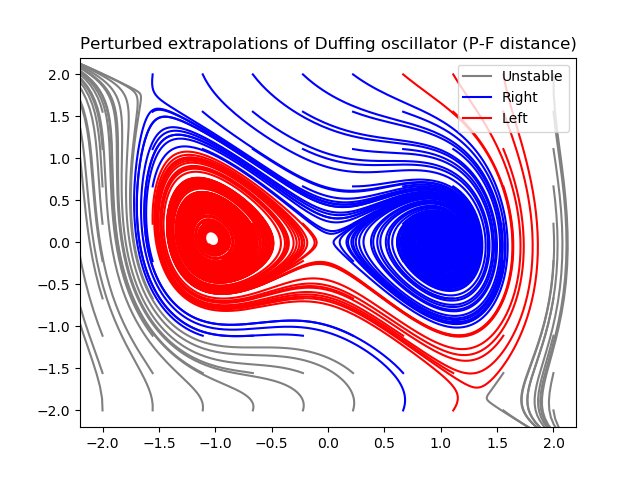 Perturbed extrapolations of Duffing oscillator (P-F distance)
Unstable
Right
Left
2.0
1.5
1.0
0.5
0.0
−0.5
−1.0
−1.5
−2.0
−2.0 −1.5 −1.0 −0.5 0.0 0.5 1.0 1.5 2.0